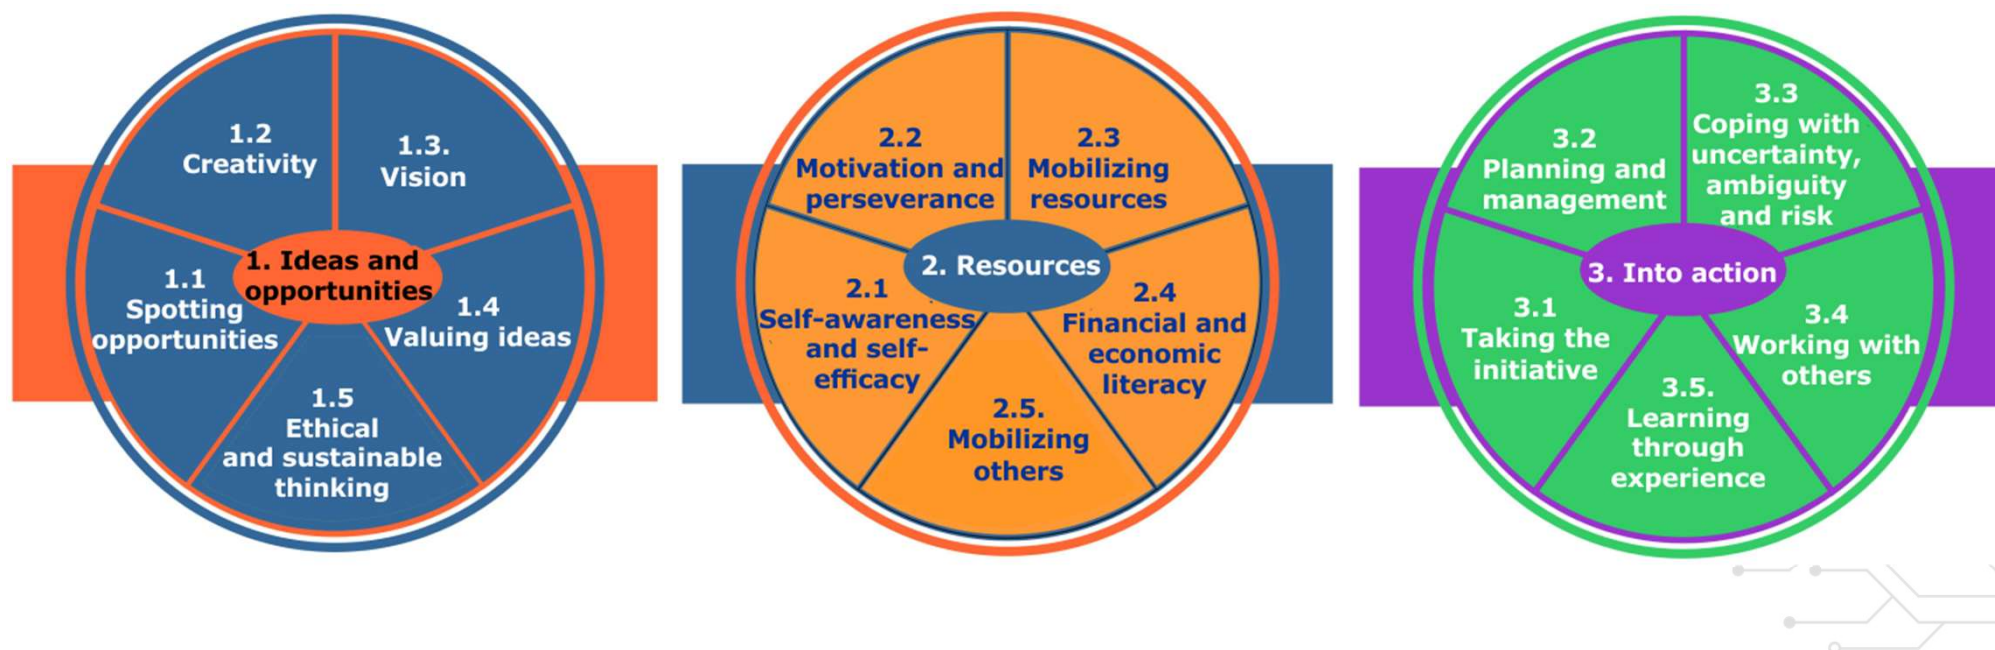 1. Ideas and
opportunities
1.1
Spotting
opportunities
1.2
Creativity
1.3.
Vision
1.4
Valuing ideas
1.5
Ethical
and sustainable
thinking
2. Resources
2.1
Self-awareness
and self-
efficacy
2.2
Motivation and
perseverance
2.3
Mobilizing
resources
2.4
Financial and
economic
literacy
2.5.
Mobilizing
others
3. Into action
3.1
Taking the
initiative
3.2
Planning and
management
3.3
Coping with
uncertainty,
ambiguity
and risk
3.4
Working with
others
3.5.
Learning
through
experience